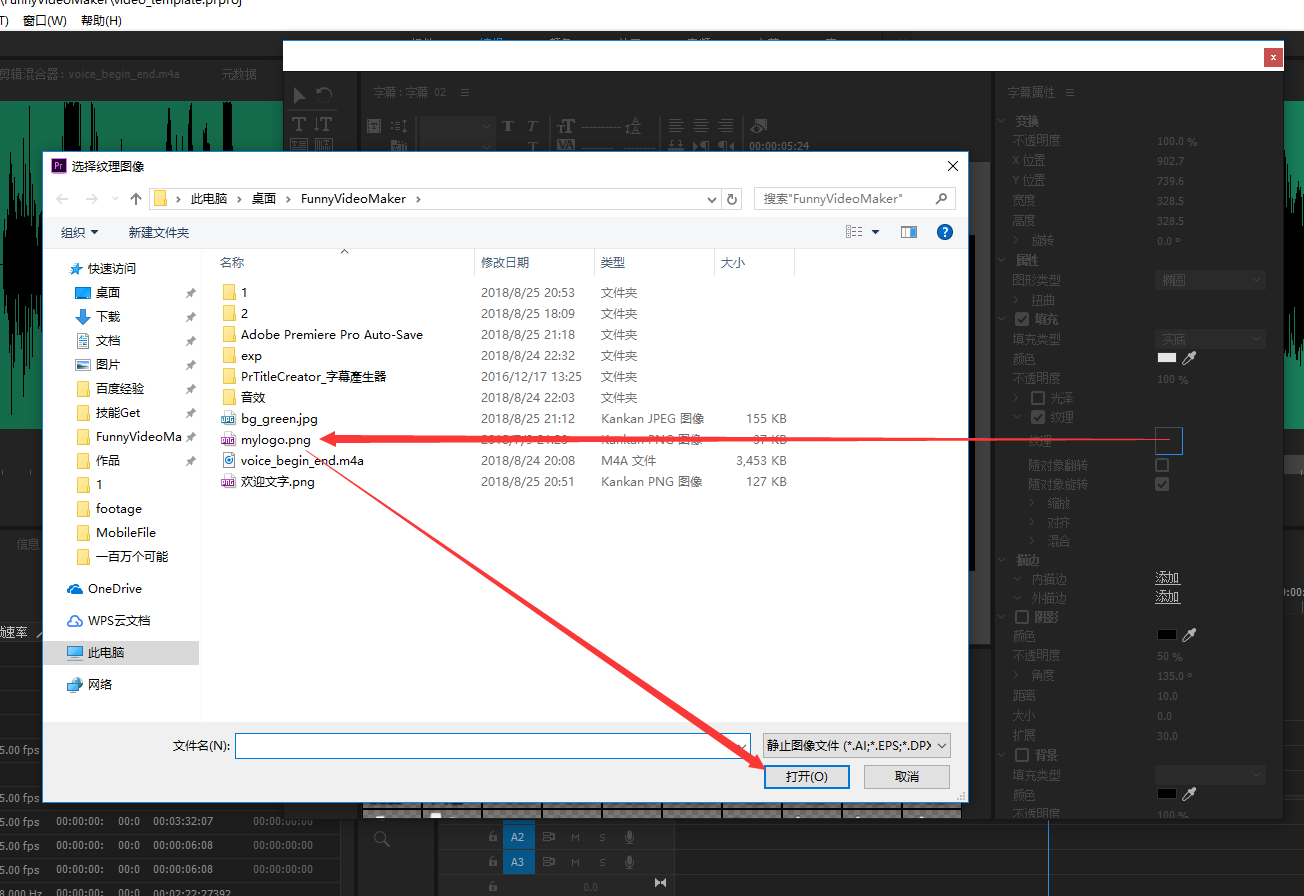 \FunnyVideoMaker\video_template.prproj
T) 窗口(W) 帮助(H)
剪辑混合器：voice_begin_end.m4a 元数据
字幕：字幕 02
00:00:05:24
选择纹理图像
此电脑 桌面 FunnyVideoMaker
搜索"FunnyVideoMaker"
组织 新建文件夹
快速访问
桌面
下载
文档
图片
百度经验
技能Get
FunnyVideoMa
作品
1
footage
MobileFile
一百万个可能
OneDrive
WPS云文档
此电脑
网络
名称 修改日期 类型 大小
1 2018/8/25 20:53 文件夹
2 2018/8/25 18:09 文件夹
Adobe Premiere Pro Auto-Save 2018/8/25 21:18 文件夹
exp 2018/8/24 22:32 文件夹
PrTitleCreator_字幕產生器 2016/12/17 13:25 文件夹
音效 2018/8/24 22:03 文件夹
bg_green.jpg 2018/8/25 21:12 Kankan JPEG 图像 155 KB
mylogo.png Kankan PNG 图像 KB
voice_begin_end.m4a 2018/8/24 20:08 M4A 文件 3,453 KB
欢迎文字.png 2018/8/25 20:51 Kankan PNG 图像 127 KB
文件名(N): 静止图像文件 (*.AI;*.EPS;*.DPX
打开(O) 取消
字幕属性
变换
不透明度 100.0 %
X 位置 902.7
Y 位置 739.6
宽度 328.5
高度 328.5
旋转 0.0 °
属性
图形类型 椭圆
扭曲
填充
填充类型 实底
颜色
不透明度 100 %
光泽
纹理
纹理
随对象翻转
随对象旋转
缩放
对齐
混合
描边
内描边 添加
外描边 添加
阴影
颜色
不透明度 50 %
角度 135.0 °
距离 10.0
大小 0.0
扩展 30.0
背景
填充类型
颜色
不透明度 100 %
信息
帧速率
5.00 fps
5.00 fps
5.00 fps 00:00:00: 00:0 00:03:32:07 00:00:00:00
5.00 fps 00:00:00: 00:0 00:00:06:08 00:00:00:00
5.00 fps 00:00:00: 00:0 00:00:06:08 00:00:00:00
8,000 Hz 00:00:00: 00:0 00:02:22:27392
A2 M S
A3 M S
0.0
:00: